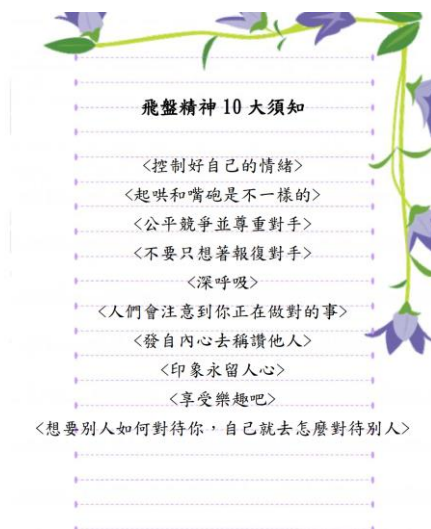 飛盤精神 10 大須知
<控制好自己的情緒>
<起哄和嘴砲是不一樣的>
<公平競爭並尊重對手>
<不要只想著報復對手>
<深呼吸>
<人們會注意到你正在做對的事>
<發自內心去稱讚他人>
<印象永留人心>
<享受樂趣吧>
<想要別人如何對待你，自己就去怎麼對待別人>